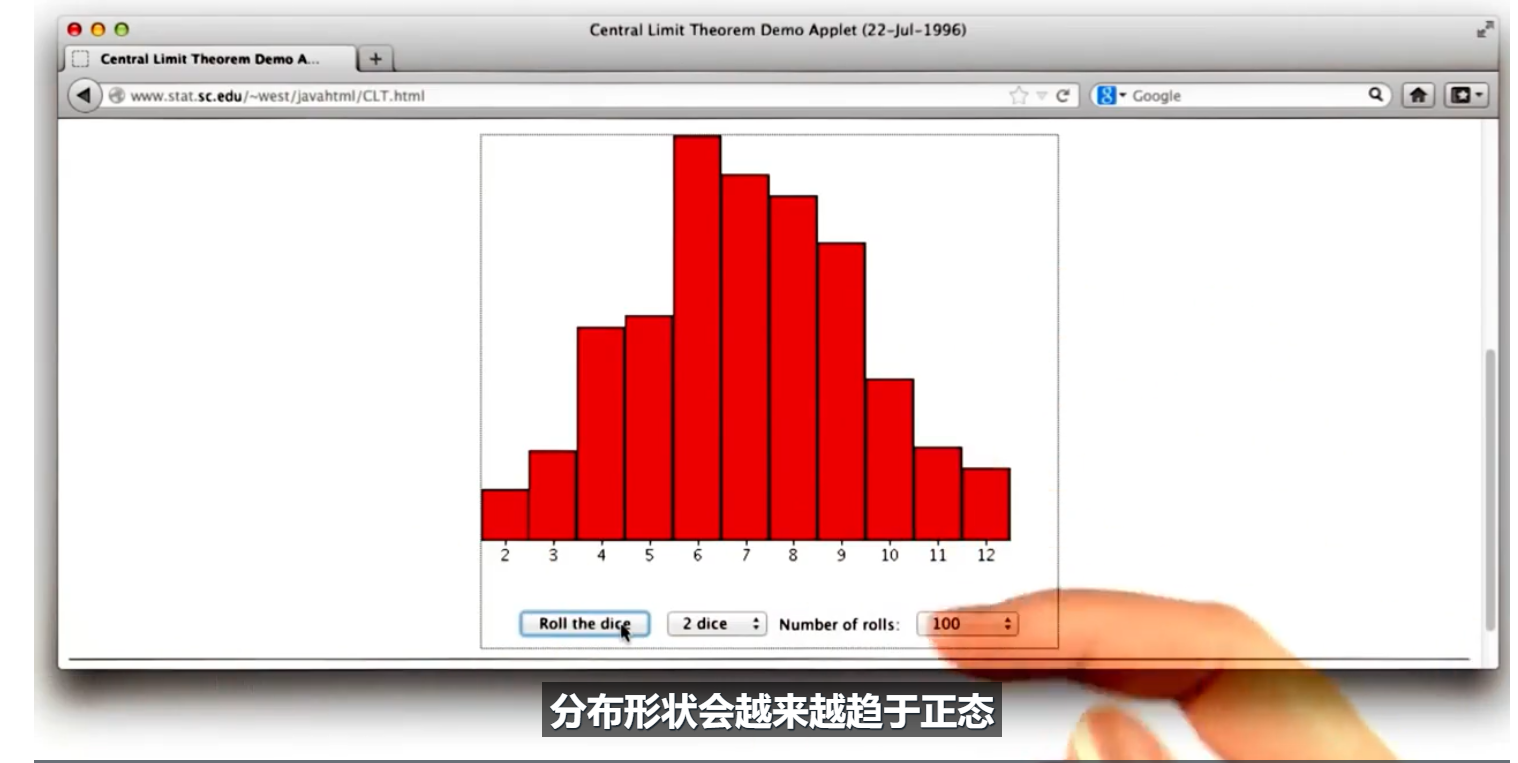 Central Limit Theorem Demo Applet (22-Jul-1996)
Central Limit Theorem Demo A...
www.stat.sc.edu/~west/javahtml/CLT.html
Google
2 3 4 5 6 7 8 9 10 11 12
Roll the dice 2 dice Number of rolls: 100
分布形状会越来越趋于正态